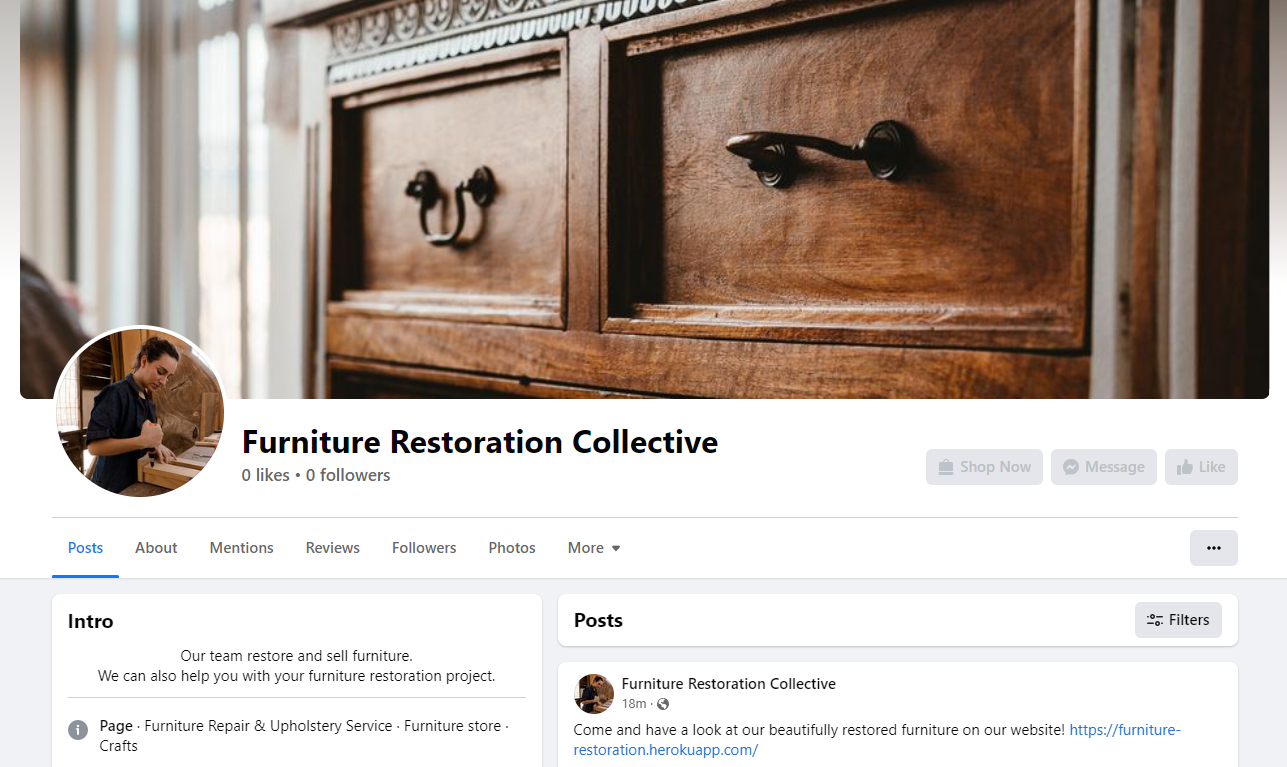 Furniture Restoration Collective
0 likes • 0 followers
Shop Now
Message
Like
Posts
About
Mentions
Reviews
Followers
Photos
More
Intro
Our team restore and sell furniture.
We can also help you with your furniture restoration project.
Page · Furniture Repair & Upholstery Service · Furniture store ·
Crafts
Posts
Filters
Furniture Restoration Collective
18m ·
Come and have a look at our beautifully restored furniture on our website! https://furniture-
restoration.herokuapp.com/